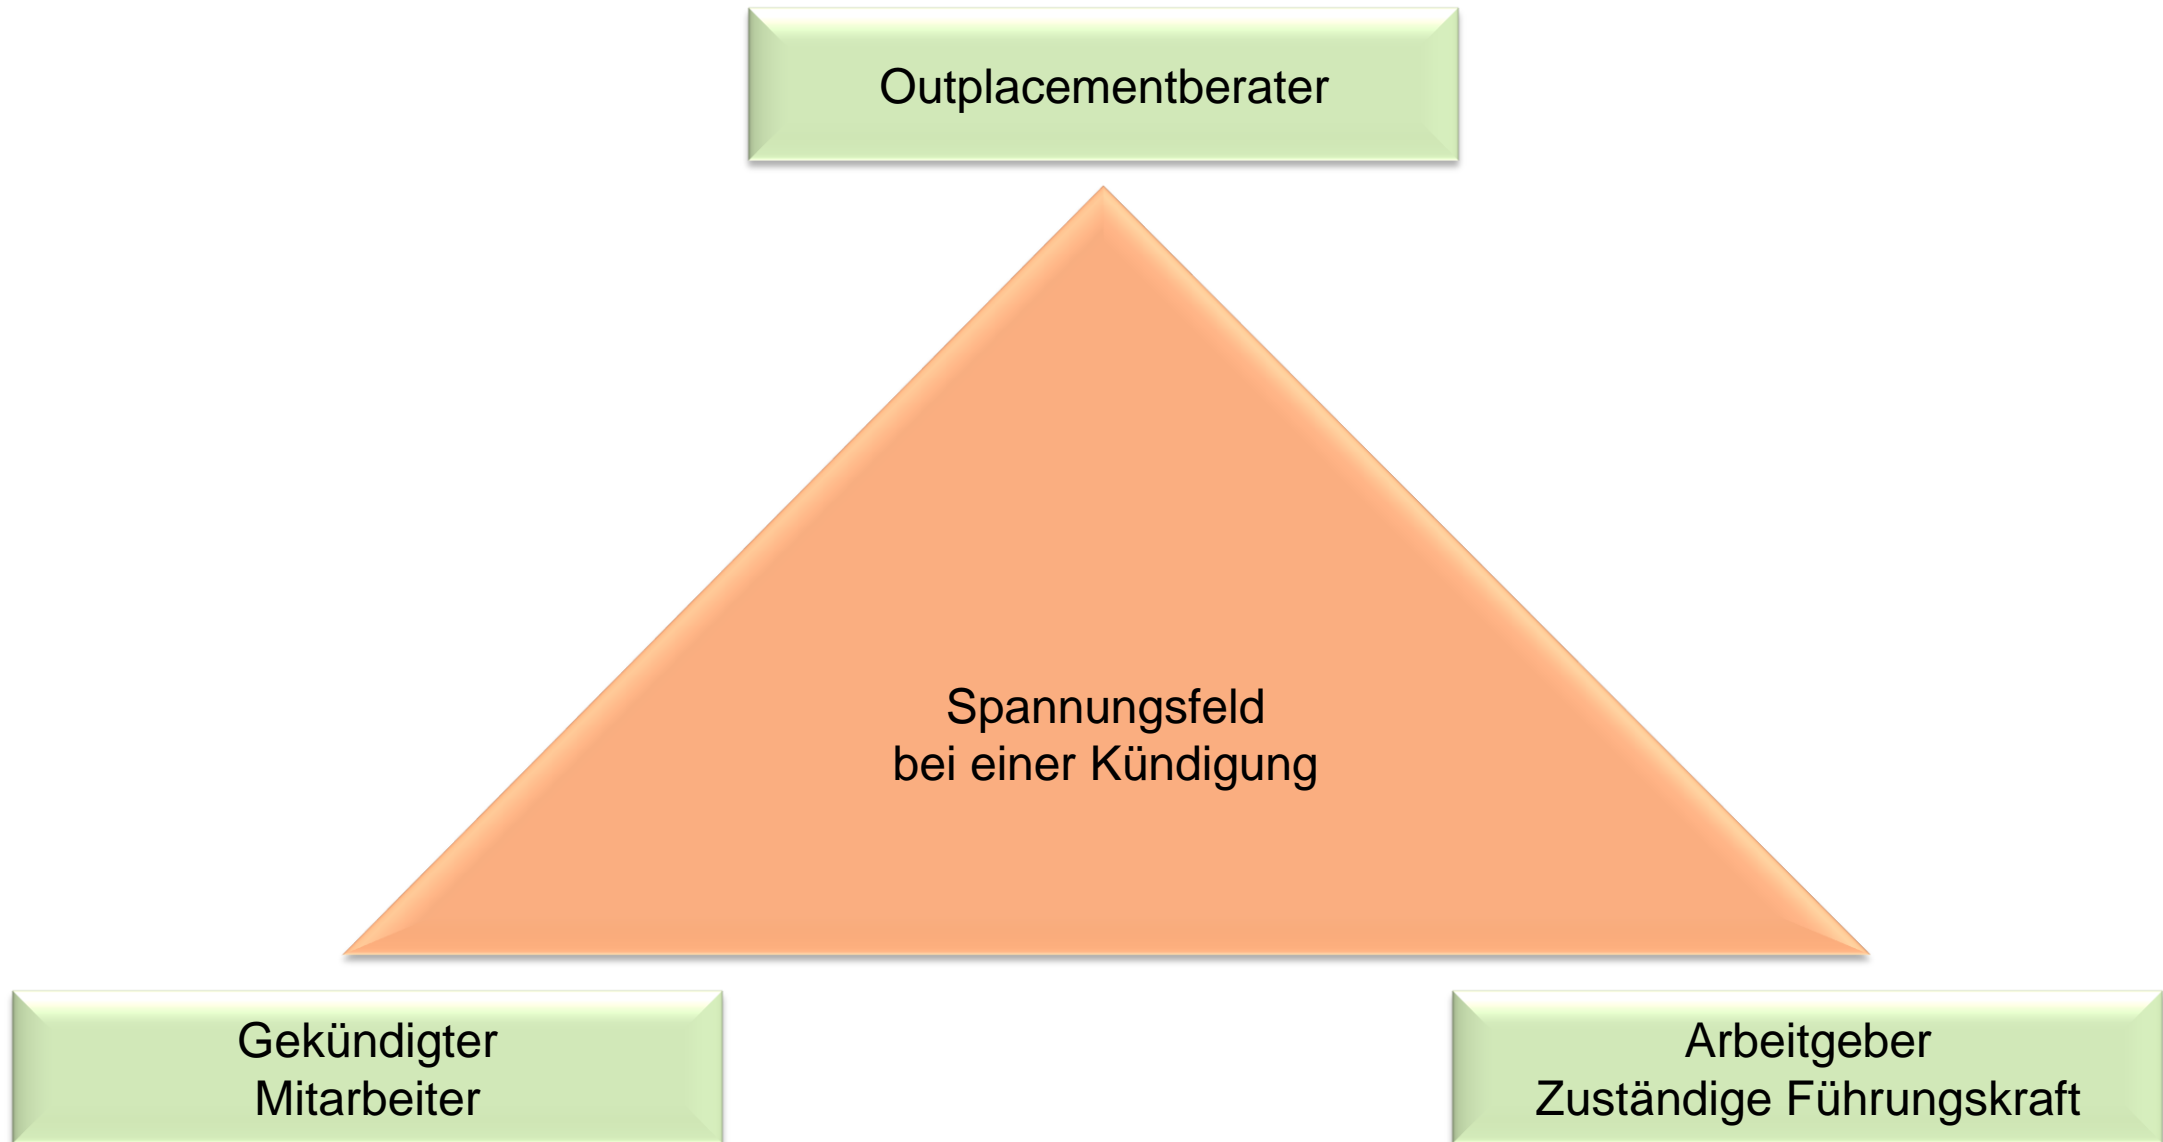 Outplacementberater
Spannungsfeld
bei einer Kündigung
Gekündigter
Mitarbeiter
Arbeitgeber
Zuständige Führungskraft